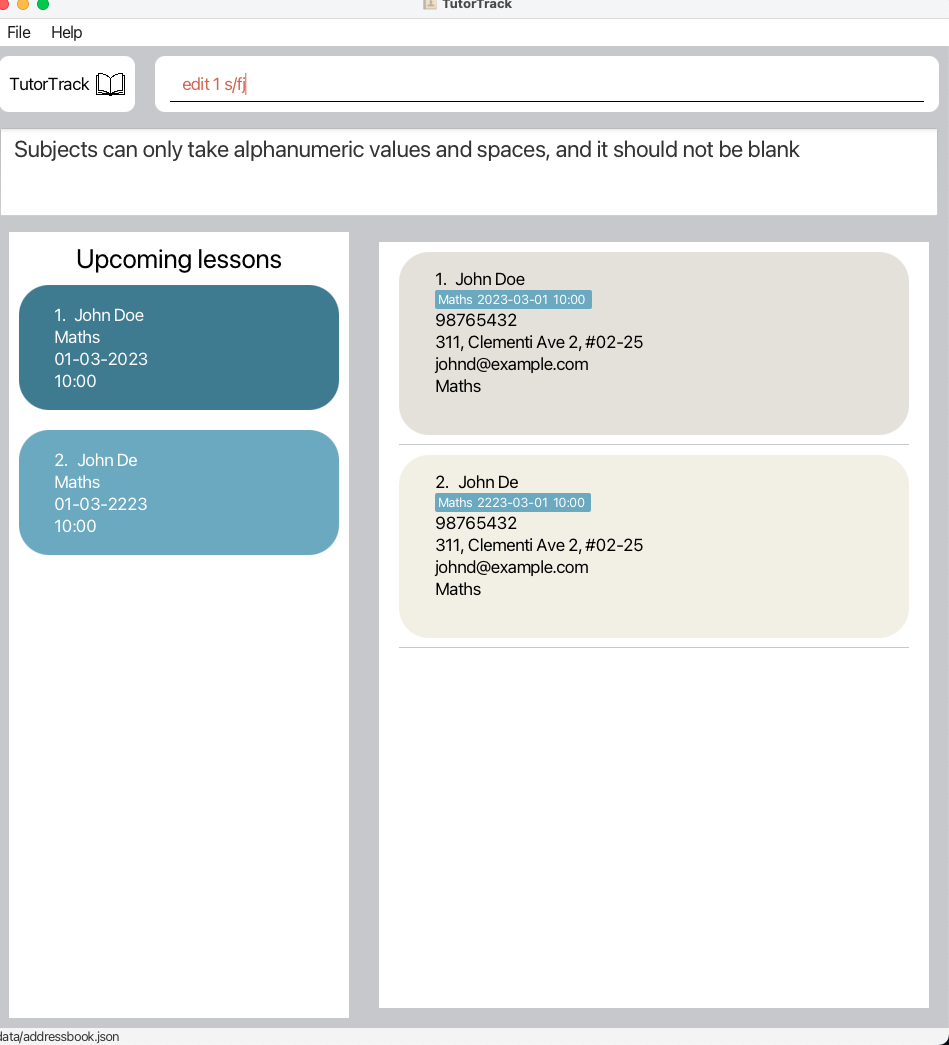 TutorTrack
File Help
TutorTrack
edit 1 s/fj
Subjects can only take alphanumeric values and spaces, and it should not be blank
Upcoming lessons
1. John Doe
Maths
01-03-2023
10:00
2. John De
Maths
01-03-2223
10:00
1. John Doe
Maths 2023-03-01 10:00
98765432
311, Clementi Ave 2, #02-25
johnd@example.com
Maths
2. John De
Maths 2223-03-01 10:00
98765432
311, Clementi Ave 2, #02-25
johnd@example.com
Maths
data/addressbook.json